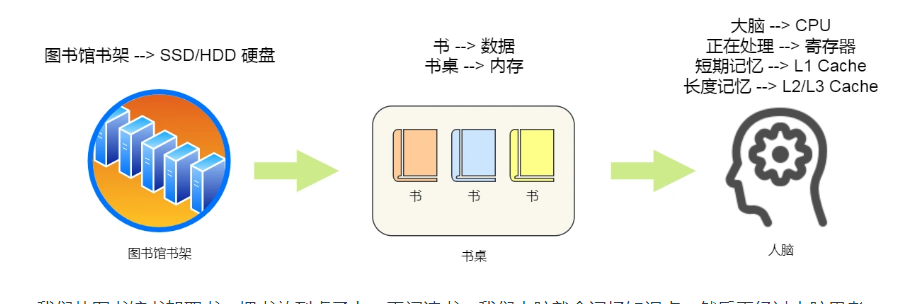 图书馆书架 --> SSD/HDD 硬盘
书 --> 数据
书桌 --> 内存
大脑 --> CPU
正在处理 --> 寄存器
短期记忆 --> L1 Cache
长度记忆 --> L2/L3 Cache
书
书
书
图书馆书架
书桌
人脑